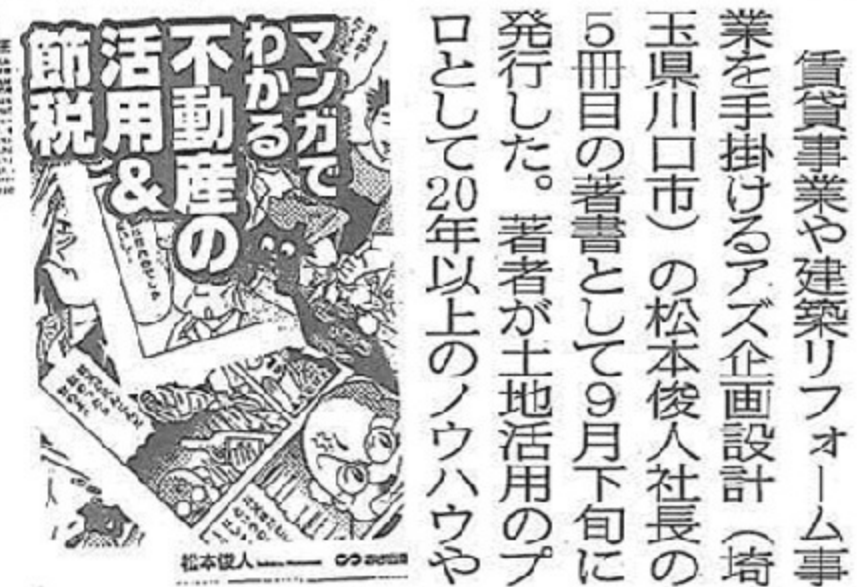 賃貸事業や建築リフォーム事
業を手掛けるアズ企画設計（埼
玉県川口市）の松本俊人社長の
5冊目の著書として9月下旬に
発行した。著者が土地活用のプ
ロとして20年以上のノウハウや
マンガで
わかる
不動産の
活用&
節税
松本俊人